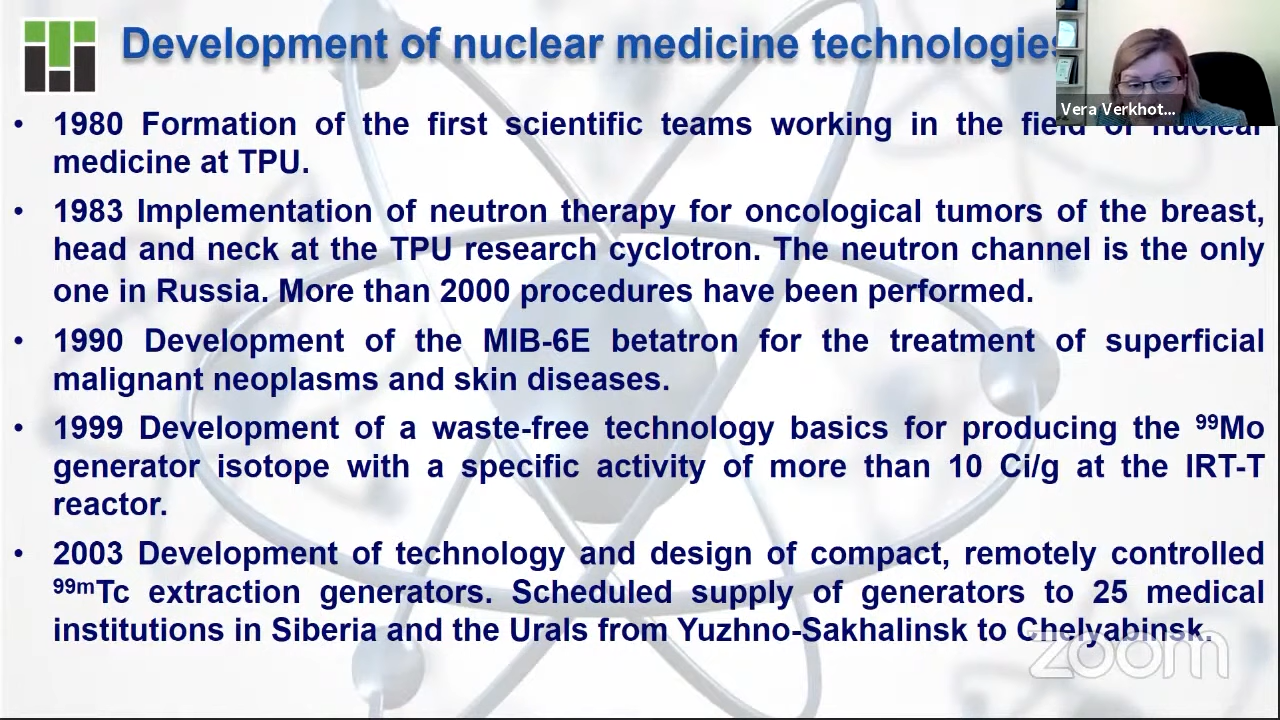 Development of nuclear medicine technologies
Vera Verkhot...
• 1980 Formation of the first scientific teams working in the field of nuclear
medicine at TPU.
• 1983 Implementation of neutron therapy for oncological tumors of the breast,
head and neck at the TPU research cyclotron. The neutron channel is the only
one in Russia. More than 2000 procedures have been performed.
• 1990 Development of the MIB-6E betatron for the treatment of superficial
malignant neoplasms and skin diseases.
• 1999 Development of a waste-free technology basics for producing the ⁹⁹Mo
generator isotope with a specific activity of more than 10 Ci/g at the IRT-T
reactor.
• 2003 Development of technology and design of compact, remotely controlled
⁹⁹ᵐTc extraction generators. Scheduled supply of generators to 25 medical
institutions in Siberia and the Urals from Yuzhno-Sakhalinsk to Chelyabinsk.
zoom